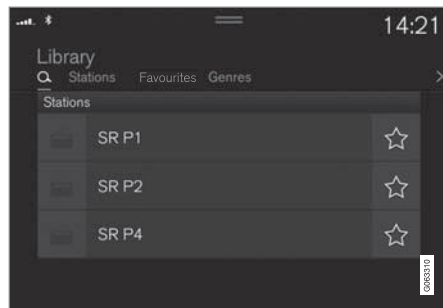 14:21
Library
Stations Favourites Genres
Stations
SR P1
SR P2
SR P4
G063310